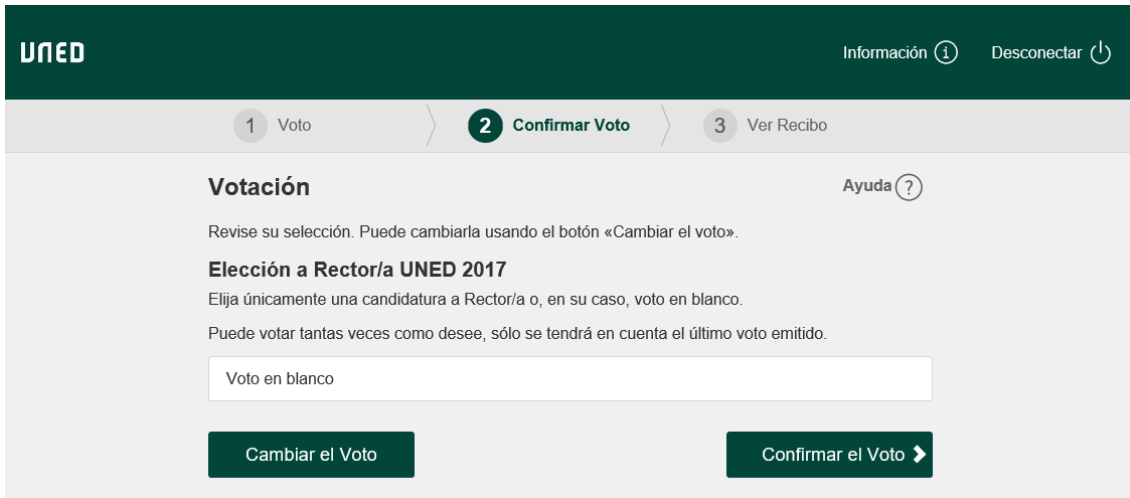 UNED
Información i
Desconectar
1 Voto
2 Confirmar Voto
3 Ver Recibo
Votación
Ayuda ?
Revise su selección. Puede cambiarla usando el botón «Cambiar el voto».
Elección a Rector/a UNED 2017
Elija únicamente una candidatura a Rector/a o, en su caso, voto en blanco.
Puede votar tantas veces como desee, sólo se tendrá en cuenta el último voto emitido.
Voto en blanco
Cambiar el Voto
Confirmar el Voto